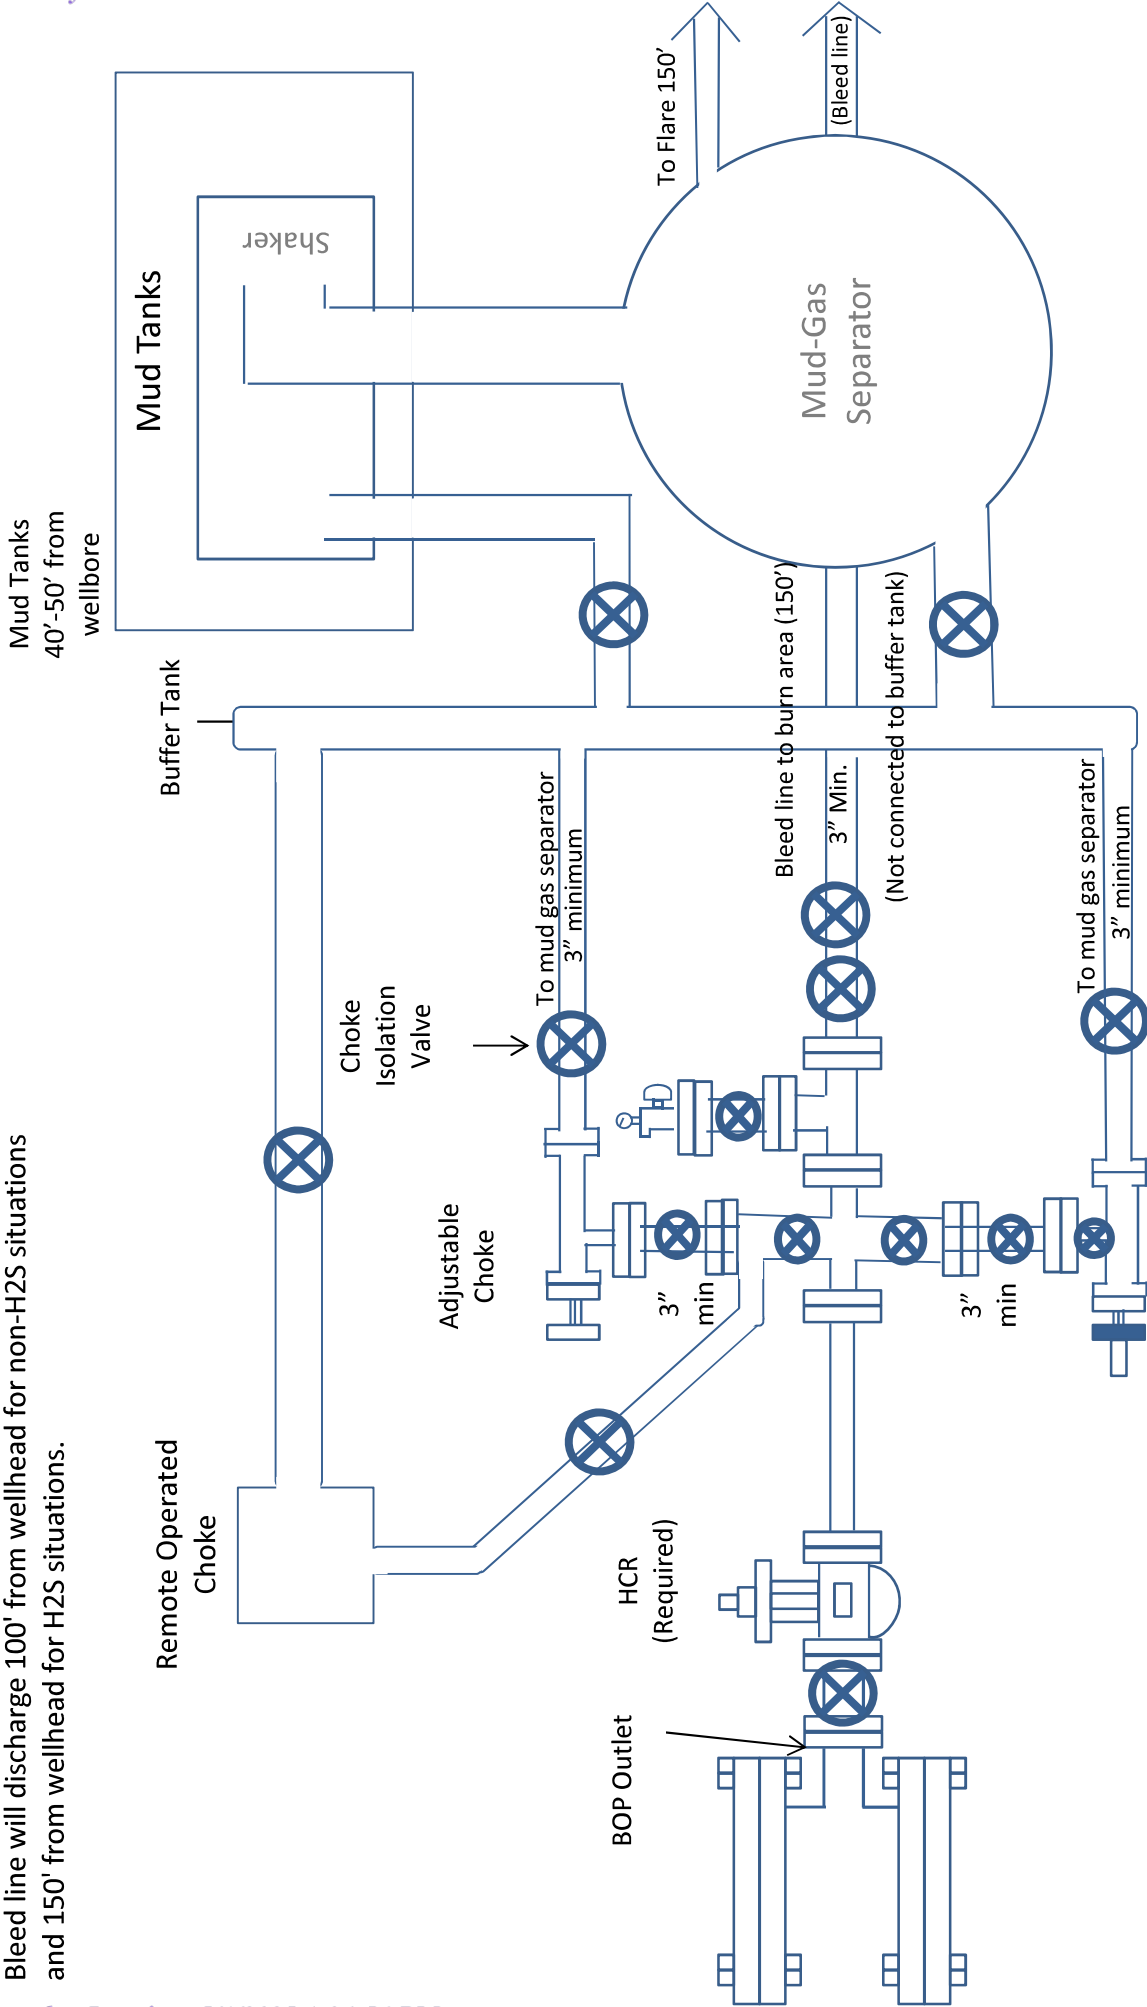 Bleed line will discharge 100' from wellhead for non-H2S situations
and 150' from wellhead for H2S situations.
Mud Tanks
40’-50’ from
wellbore
Mud Tanks
Shaker
Buffer Tank
Remote Operated
Choke
Choke
Isolation
Valve
Adjustable
Choke
To mud gas separator
3” minimum
HCR
(Required)
BOP Outlet
3”
min
To Flare 150’
(Bleed line)
Mud-Gas
Separator
Bleed line to burn area (150’)
3” Min.
(Not connected to buffer tank)
3”
min
To mud gas separator
3” minimum